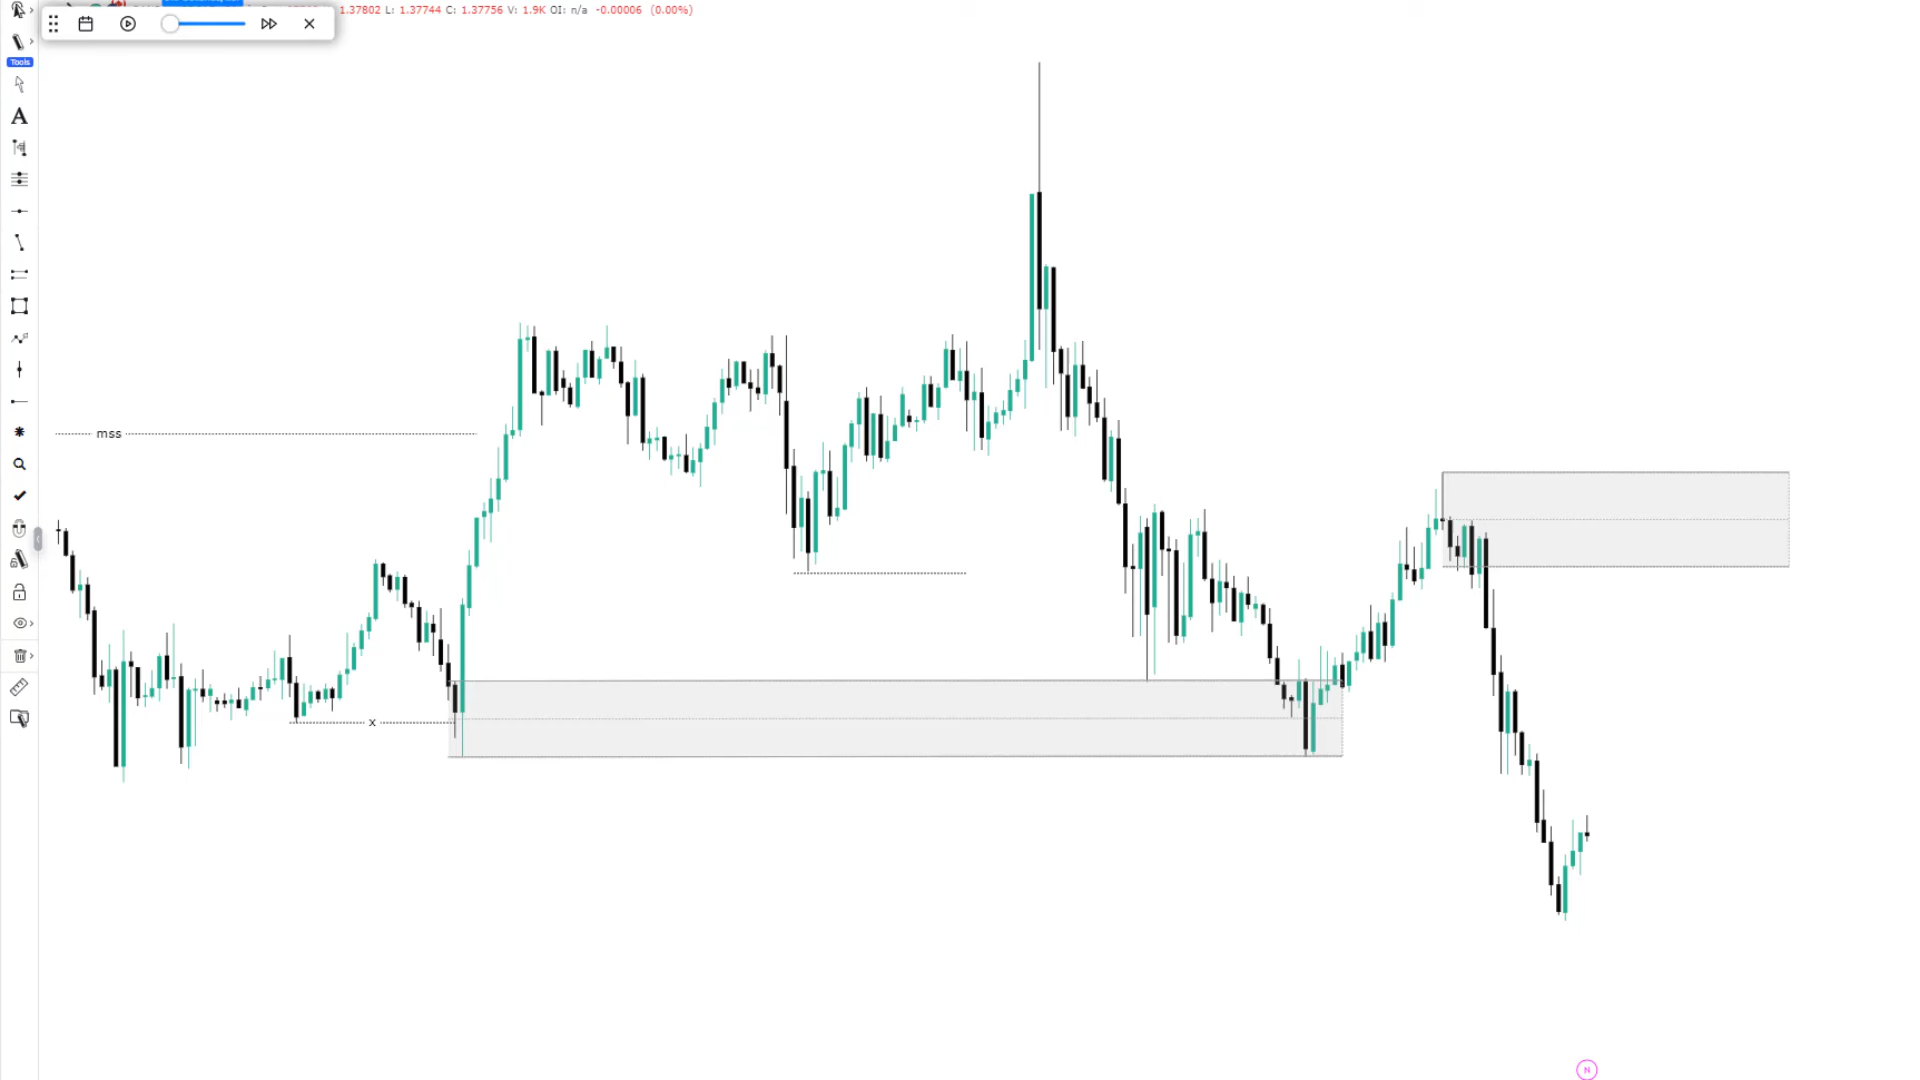 1.37802 L: 1.37744 C: 1.37756 V: 1.9K OI: n/a -0.00006 (0.00%)
Tools
A
mss
x
N